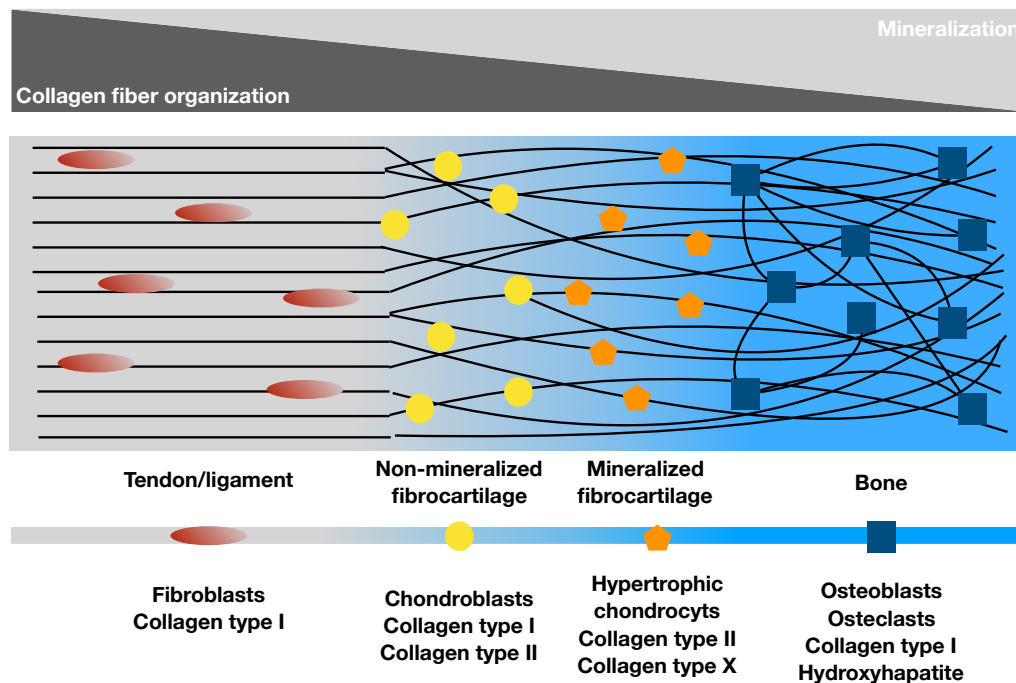 Mineralization
Collagen fiber organization
Tendon/ligament
Non-mineralized
fibrocartilage
Mineralized
fibrocartilage
Bone
Fibroblasts
Collagen type I
Chondroblasts
Collagen type I
Collagen type II
Hypertrophic
chondrocyts
Collagen type II
Collagen type X
Osteoblasts
Osteclasts
Collagen type I
Hydroxyhapatite